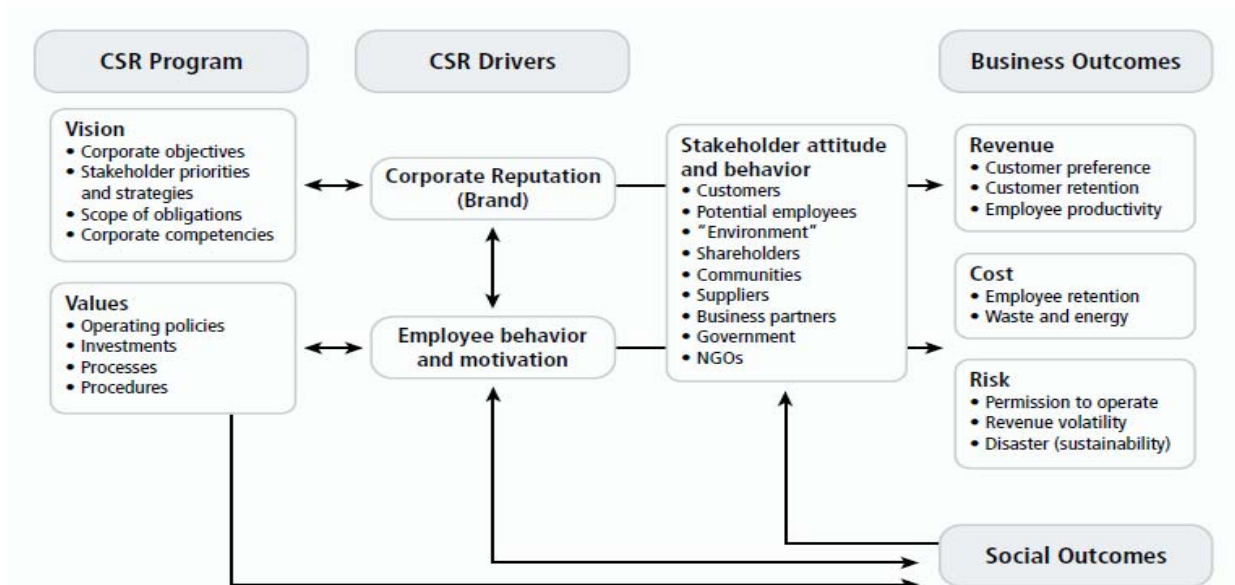 CSR Program
CSR Drivers
Business Outcomes
Vision
• Corporate objectives
• Stakeholder priorities
and strategies
• Scope of obligations
• Corporate competencies
Values
• Operating policies
• Investments
• Processes
• Procedures
Corporate Reputation
(Brand)
Employee behavior
and motivation
Stakeholder attitude
and behavior
• Customers
• Potential employees
• “Environment”
• Shareholders
• Communities
• Suppliers
• Business partners
• Government
• NGOs
Revenue
• Customer preference
• Customer retention
• Employee productivity
Cost
• Employee retention
• Waste and energy
Risk
• Permission to operate
• Revenue volatility
• Disaster (sustainability)
Social Outcomes